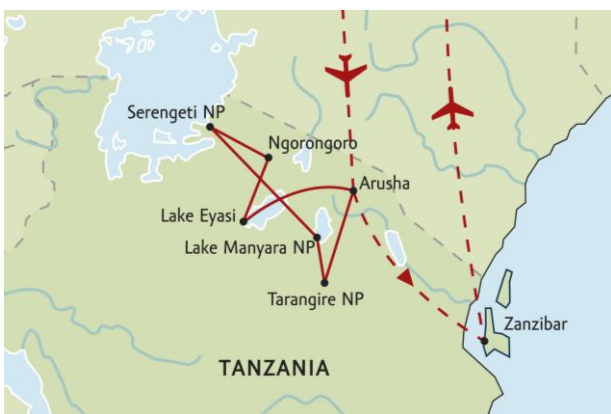 Serengeti NP
Ngorongoro
Arusha
Lake Eyasi
Lake Manyara NP
Tarangire NP
Zanzibar
TANZANIA